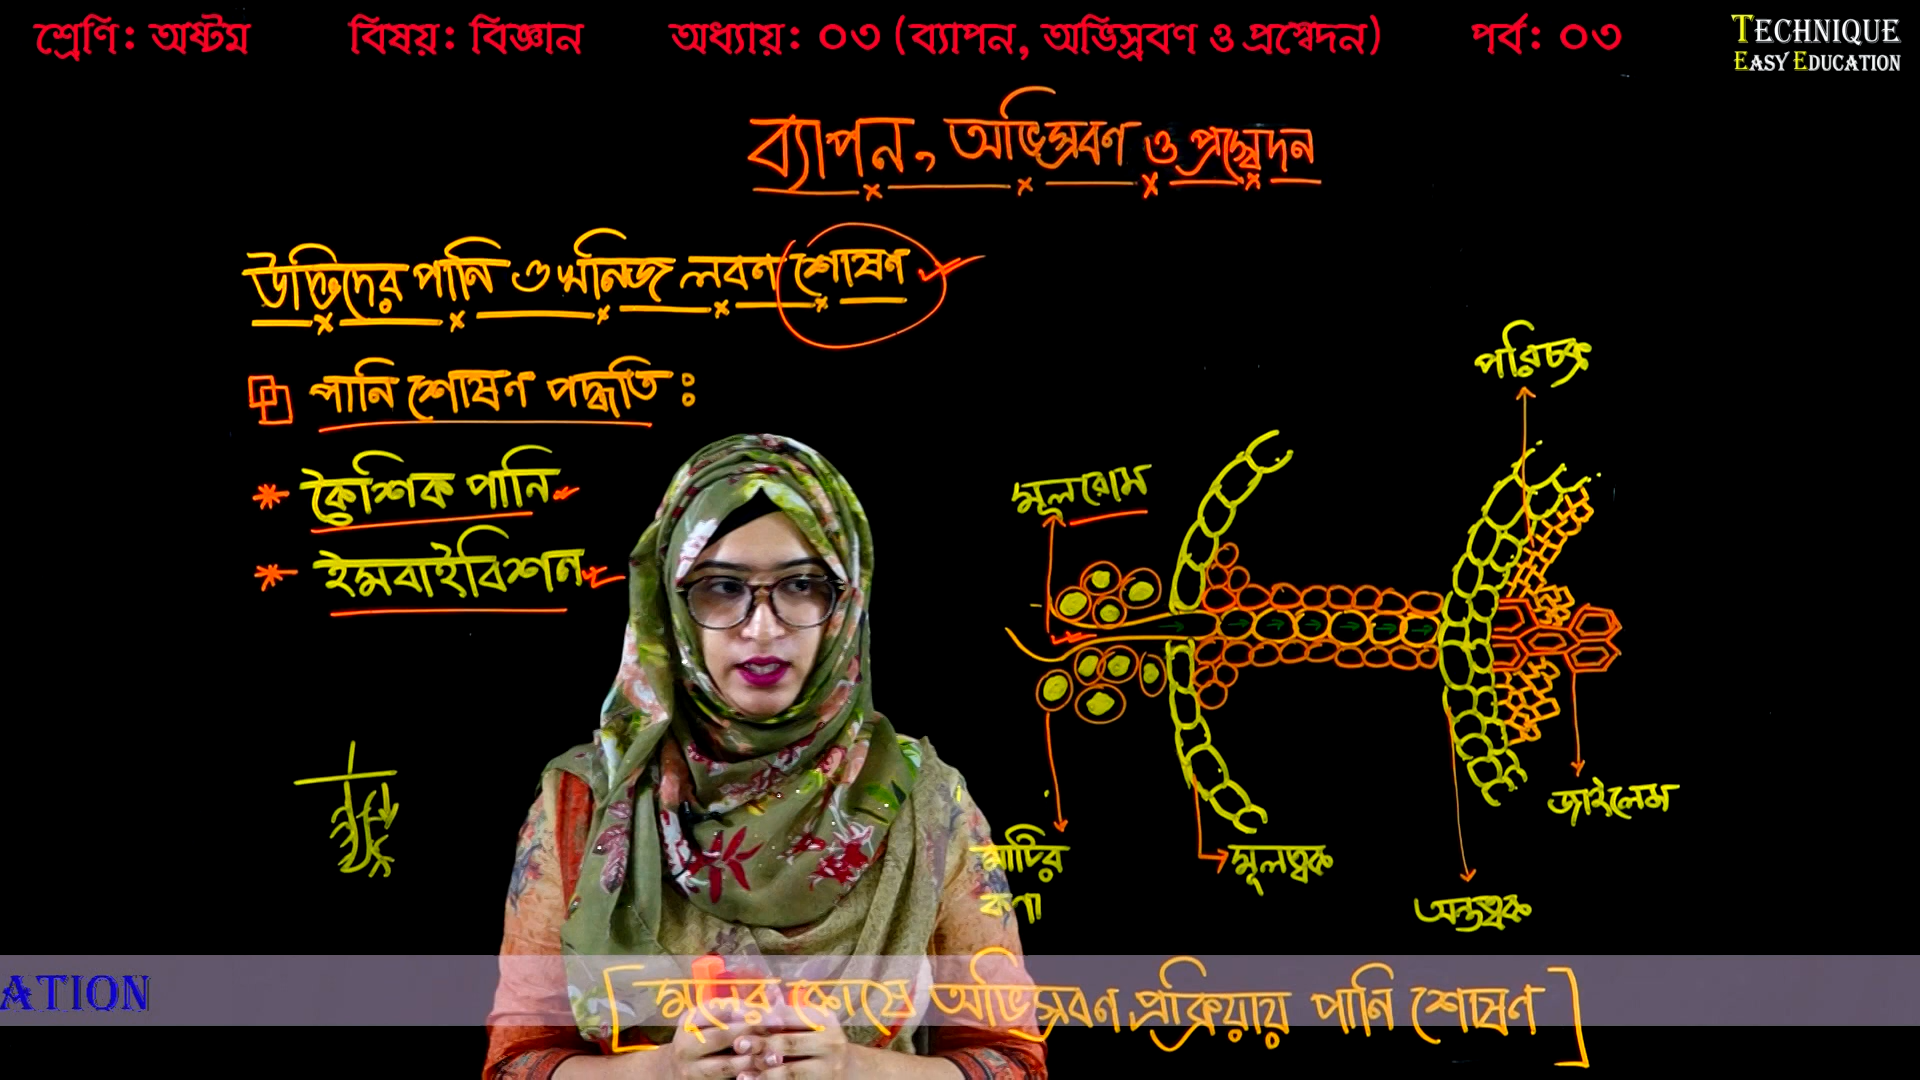 শ্রেণি: অষ্টম বিষয়: বিজ্ঞান অধ্যায়: ০৩ (ব্যাপন, অভিস্রবণ ও প্রস্বেদন) পর্ব: ০৩
TECHNIQUE
EASY EDUCATION
ব্যাপন, অভিস্রবণ ও প্রস্বেদন
উদ্ভিদের পানি ও খনিজ লবন শোষণ
পানি শোষণ পদ্ধতি:
* কৈশিক পানি
* ইমবাইবিশন
পরিচক্র
মূলরোম
জাইলেম
মাটির
কণা
মূলত্বক
অন্তত্বক
ATION
[মূলের কোষে অভিস্রবণ প্রক্রিয়ায় পানি শোষণ]